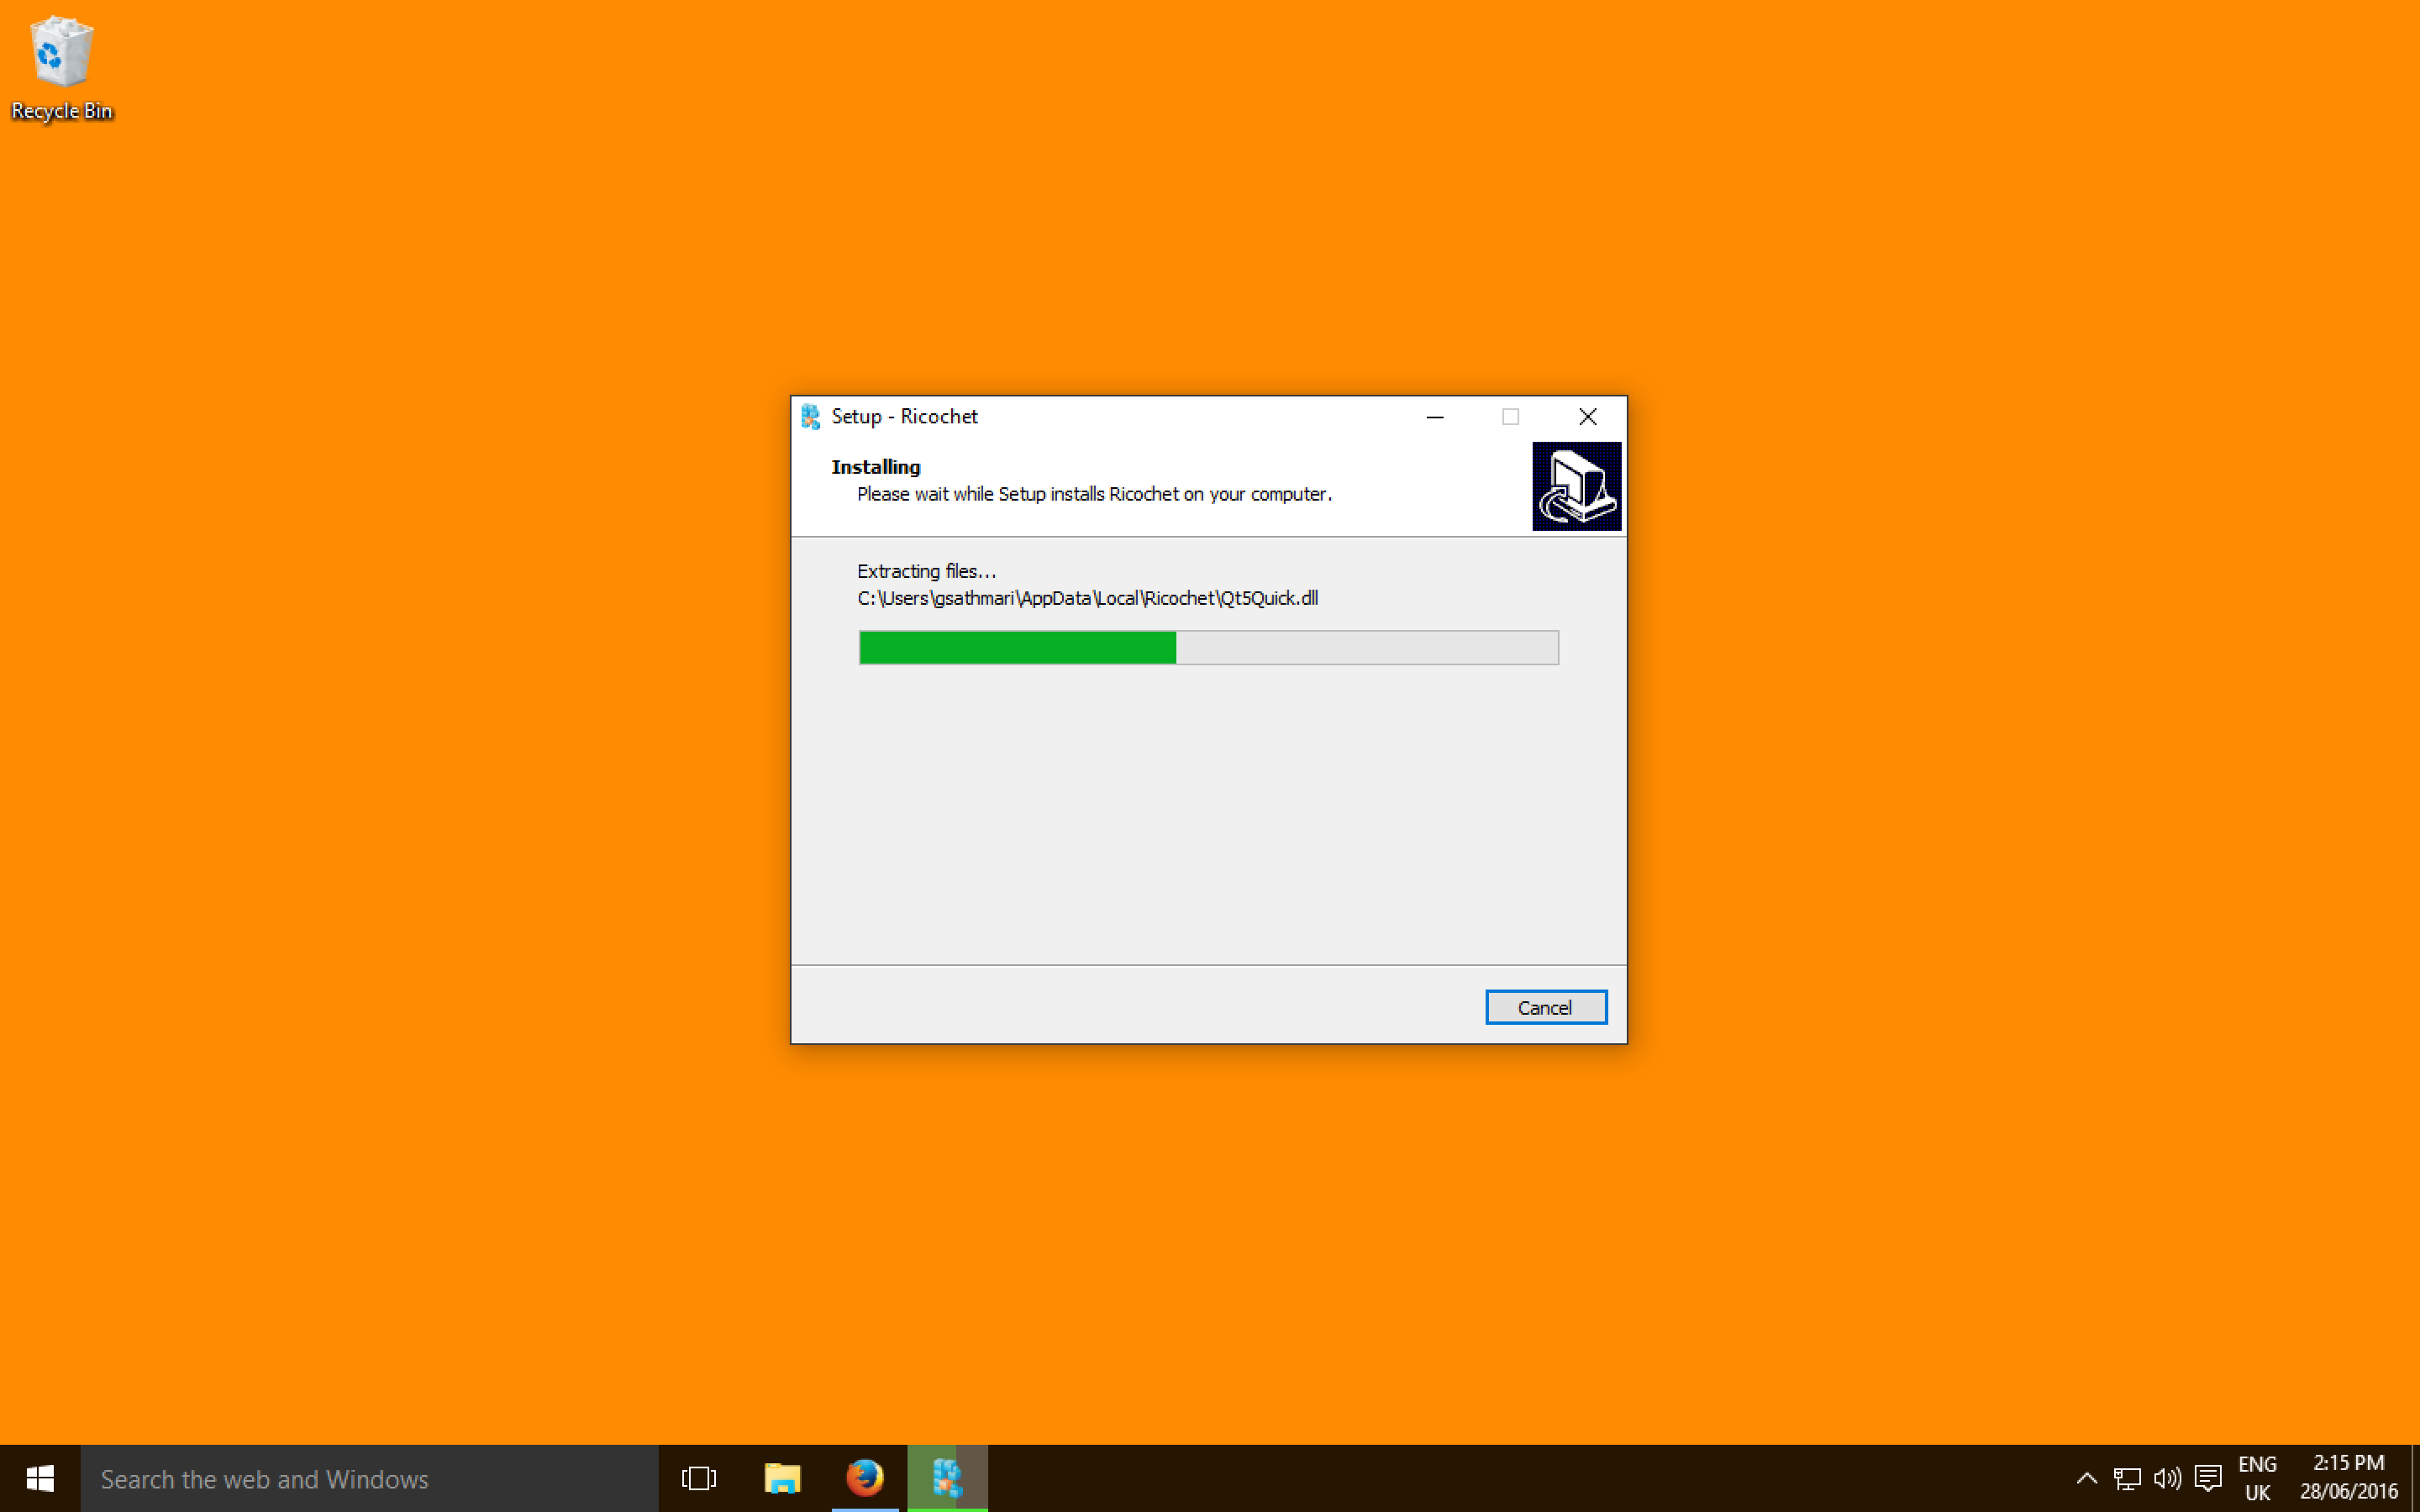 Recycle Bin
Setup - Ricochet
Installing
Please wait while Setup installs Ricochet on your computer.
Extracting files...
C:\Users\gsathmari\AppData\Local\Ricochet\Qt5Quick.dll
Cancel
Search the web and Windows
ENG
UK
2:15 PM
28/06/2016